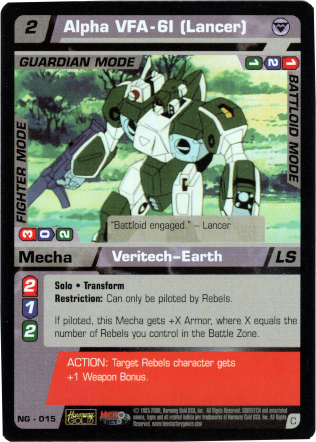 2 Alpha VFA-6I (Lancer)
GUARDIAN MODE
1 2 1
BATTLOID MODE
FIGHTER MODE
3 0 2
"Battloid engaged." – Lancer
Mecha Veritech-Earth LS
2
1
2
Solo • Transform
Restriction: Can only be piloted by Rebels.
If piloted, this Mecha gets +X Armor, where X equals the
number of Rebels you control in the Battle Zone.
ACTION: Target Rebels character gets
+1 Weapon Bonus.
NG - 015
Harmony
GOLD
C